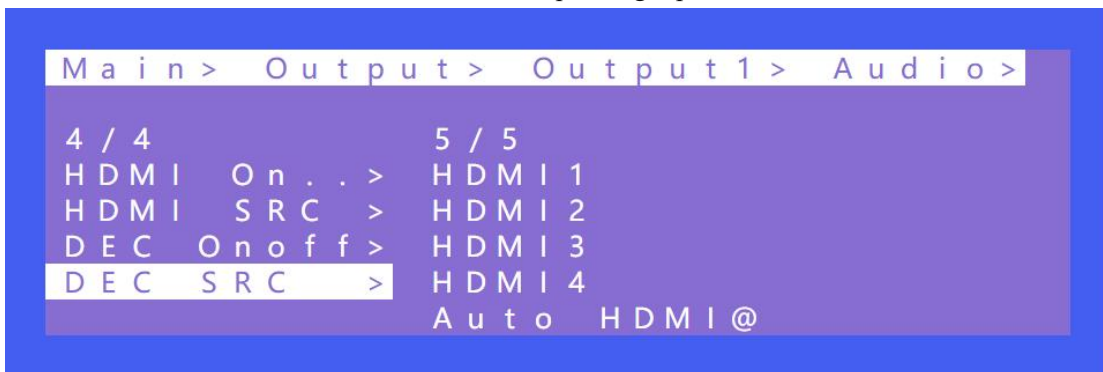 Main> Output> Output1> Audio>
4/4 5/5
HDMI On..> HDMI1
HDMI SRC > HDMI2
DEC Onoff> HDMI3
DEC SRC > HDMI4
Auto HDMI@